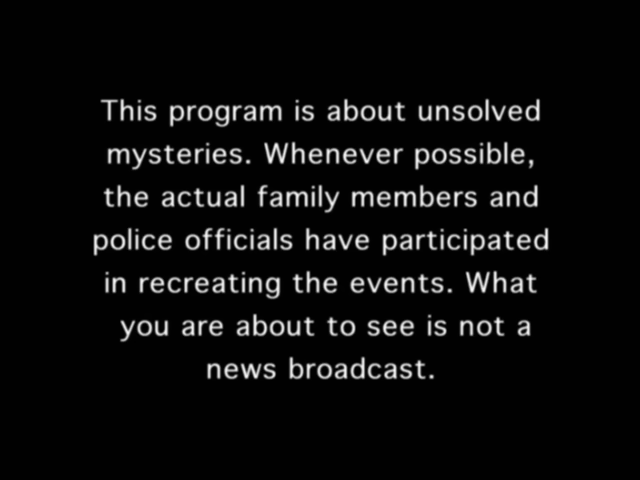 This program is about unsolved
mysteries. Whenever possible,
the actual family members and
police officials have participated
in recreating the events. What
you are about to see is not a
news broadcast.